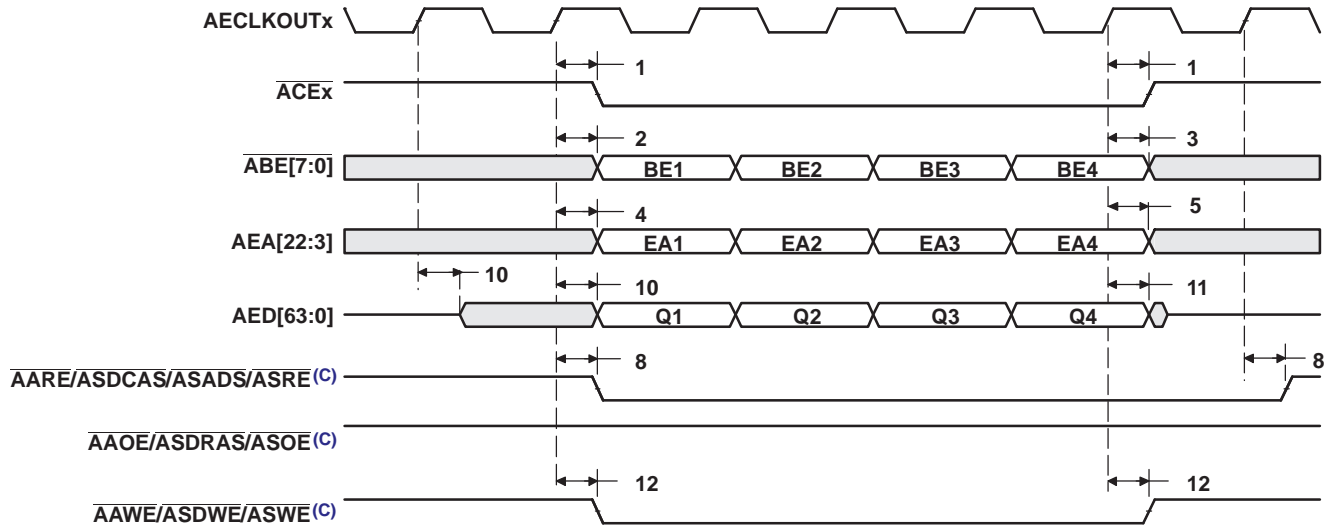 AECLKOUTx
1 1
ACEx
2 3
ABE[7:0] BE1 BE2 BE3 BE4
4 5
AEA[22:3] EA1 EA2 EA3 EA4
10 10 11
AED[63:0] Q1 Q2 Q3 Q4
8 8
AARE/ASDCAS/ASADS/ASRE(C)
AAOE/ASDRAS/ASOE(C)
12 12
AAWE/ASDWE/ASWE(C)